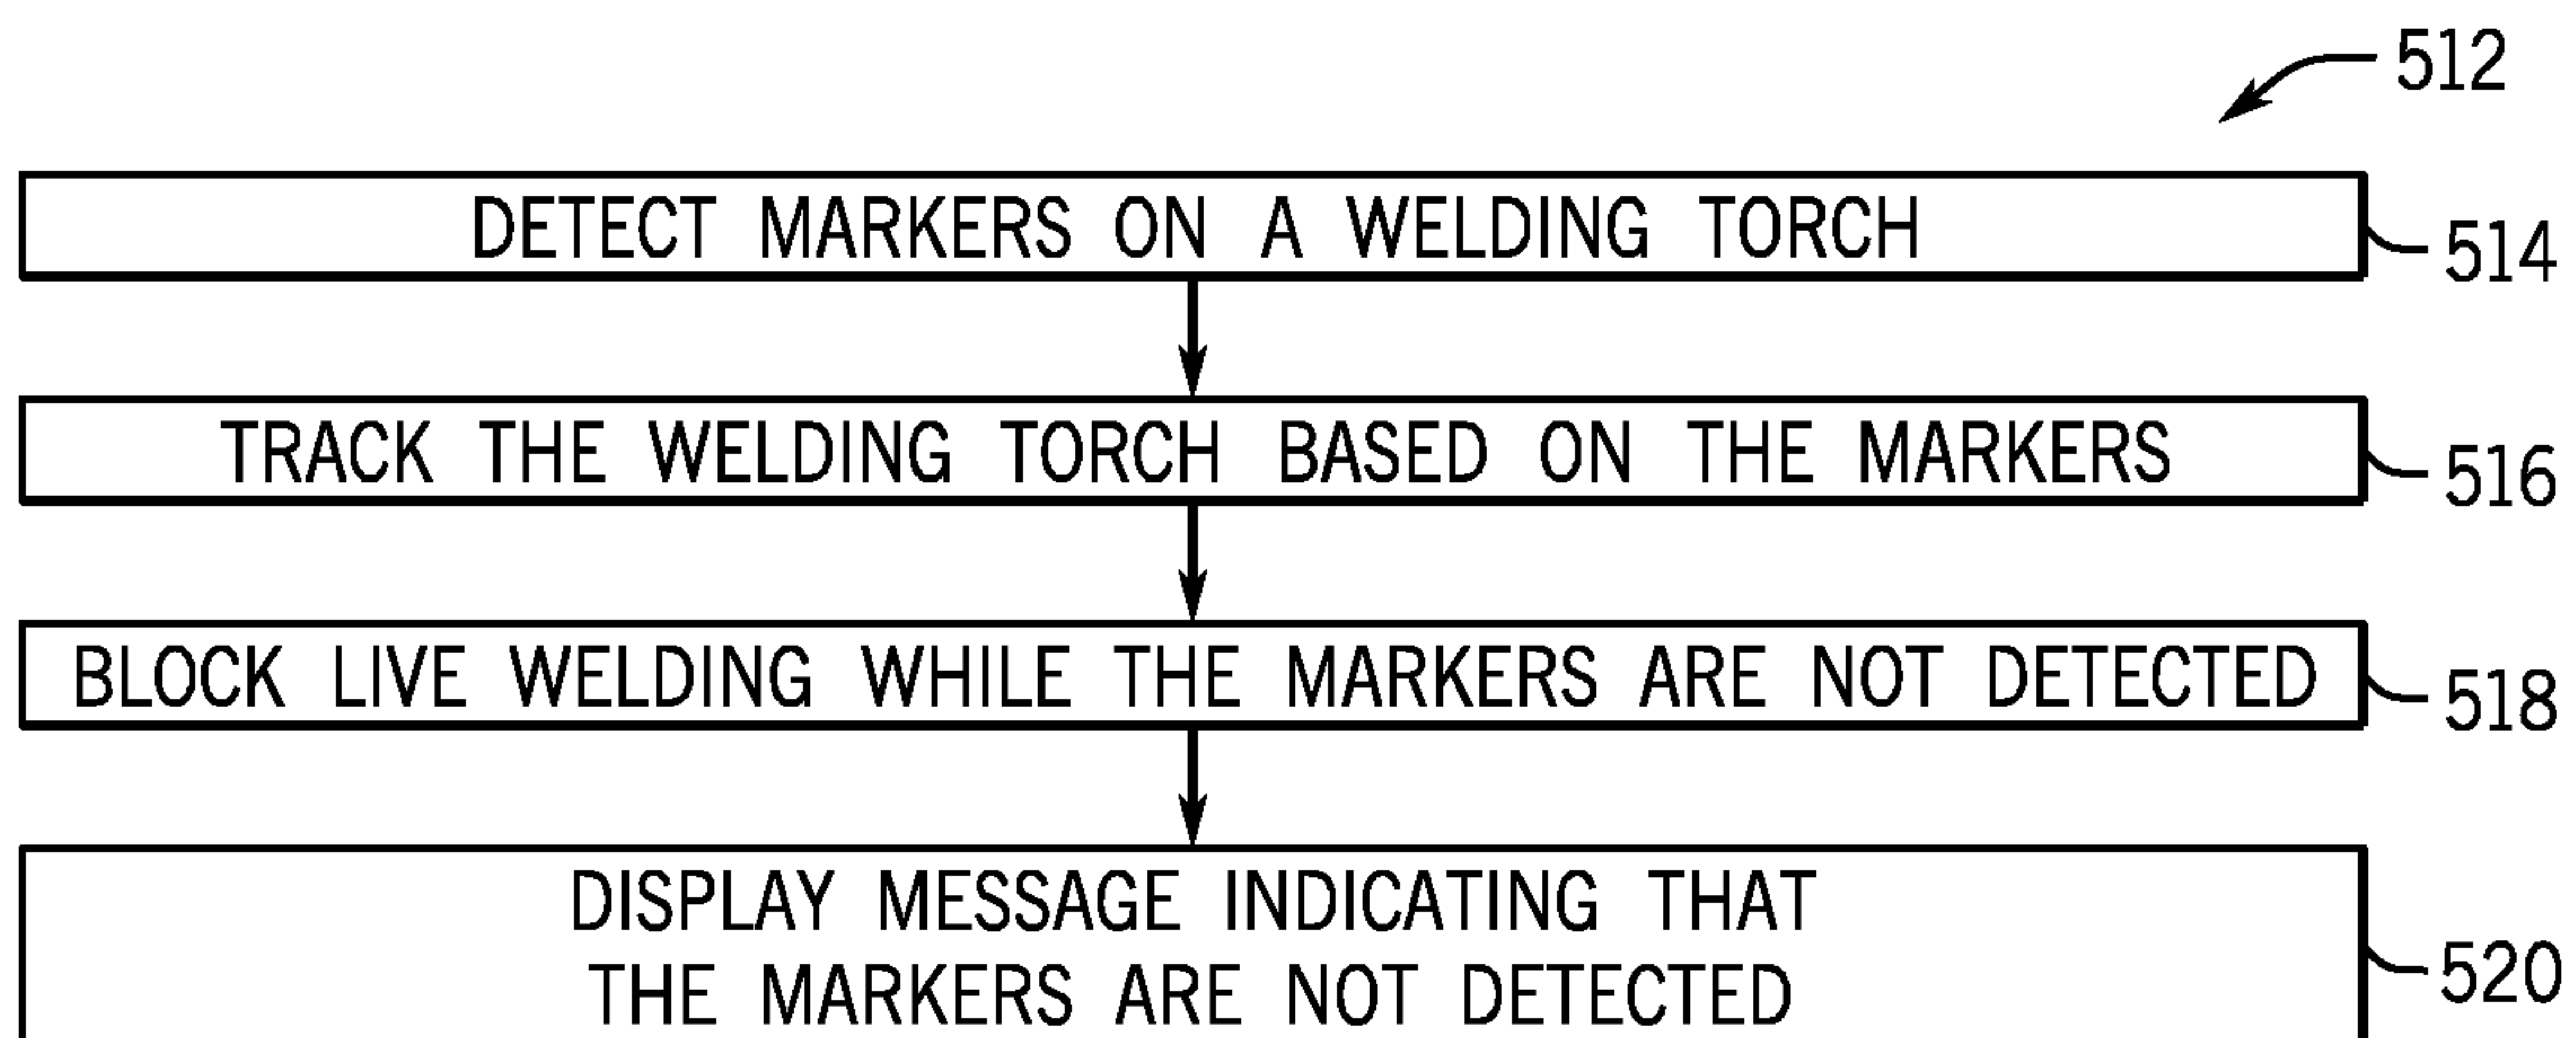 512
DETECT MARKERS ON A WELDING TORCH
514
TRACK THE WELDING TORCH BASED ON THE MARKERS
516
BLOCK LIVE WELDING WHILE THE MARKERS ARE NOT DETECTED
518
DISPLAY MESSAGE INDICATING THAT
THE MARKERS ARE NOT DETECTED
520